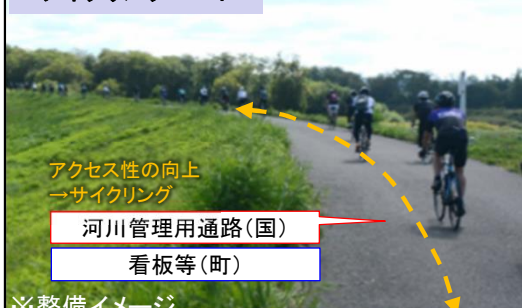 アクセス性の向上
→サイクリング
河川管理用通路(国)
看板等(町)
※整備イメージ